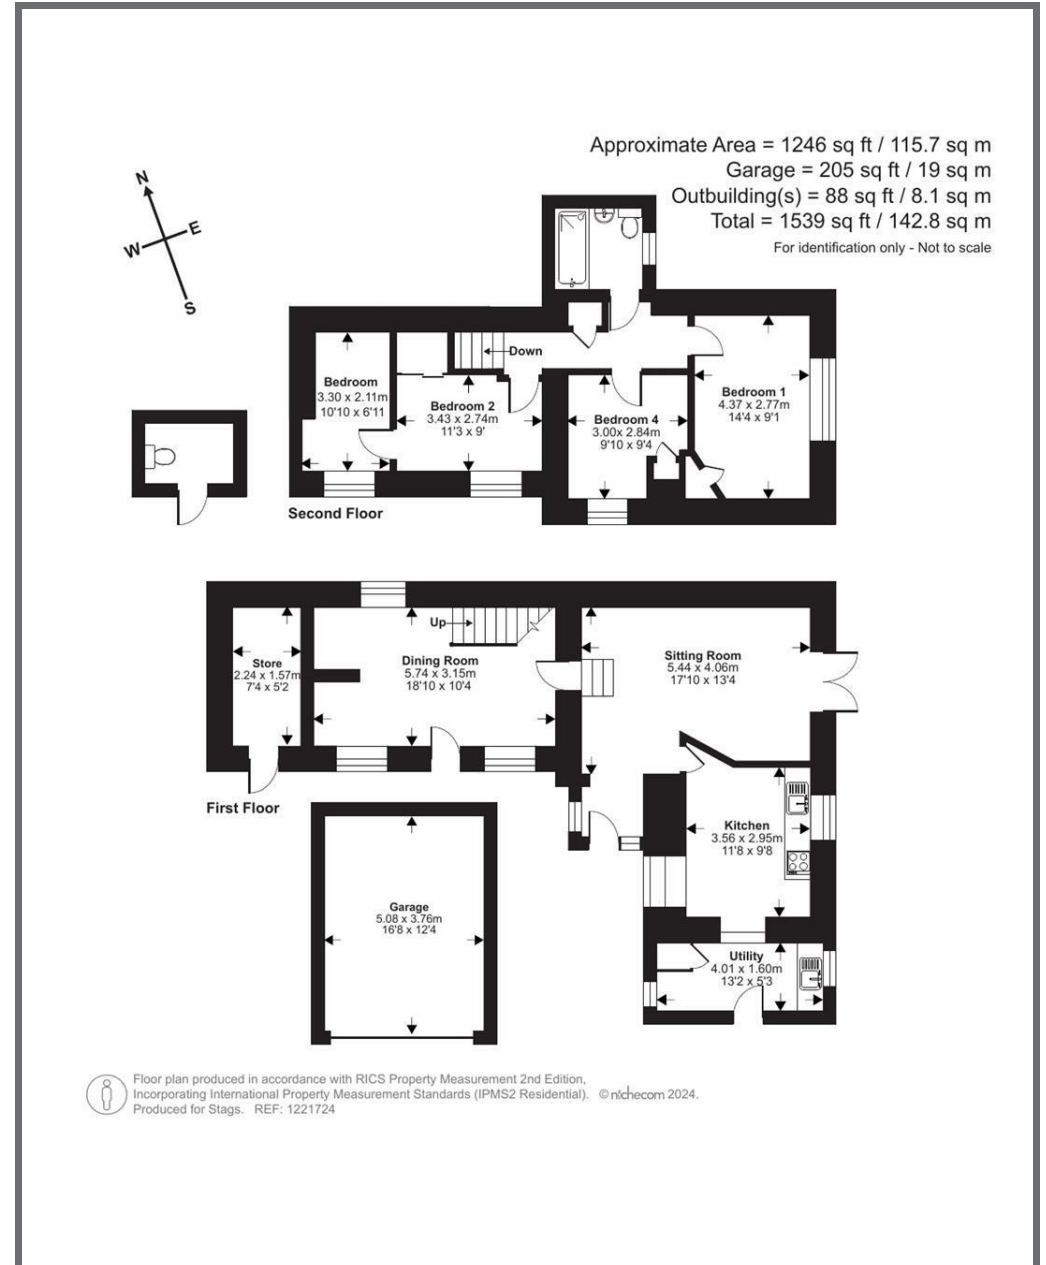 Approximate Area = 1246 sq ft / 115.7 sq m
Garage = 205 sq ft / 19 sq m
Outbuilding(s) = 88 sq ft / 8.1 sq m
Total = 1539 sq ft / 142.8 sq m
For identification only - Not to scale
N
E
W
S
Down
Bedroom
3.30 x 2.11m
10'10 x 6'11
Bedroom 2
3.43 x 2.74m
11'3 x 9'
Bedroom 4
3.00x 2.84m
9'10 x 9'4
Bedroom 1
4.37 x 2.77m
14'4 x 9'1
Second Floor
Up
Store
2.24 x 1.57m
7'4 x 5'2
Dining Room
5.74 x 3.15m
18'10 x 10'4
Sitting Room
5.44 x 4.06m
17'10 x 13'4
First Floor
Kitchen
3.56 x 2.95m
11'8 x 9'8
Garage
5.08 x 3.76m
16'8 x 12'4
Utility
4.01 x 1.60m
13'2 x 5'3
Floor plan produced in accordance with RICS Property Measurement 2nd Edition,
Incorporating International Property Measurement Standards (IPMS2 Residential). © nichecom 2024.
Produced for Stags. REF: 1221724